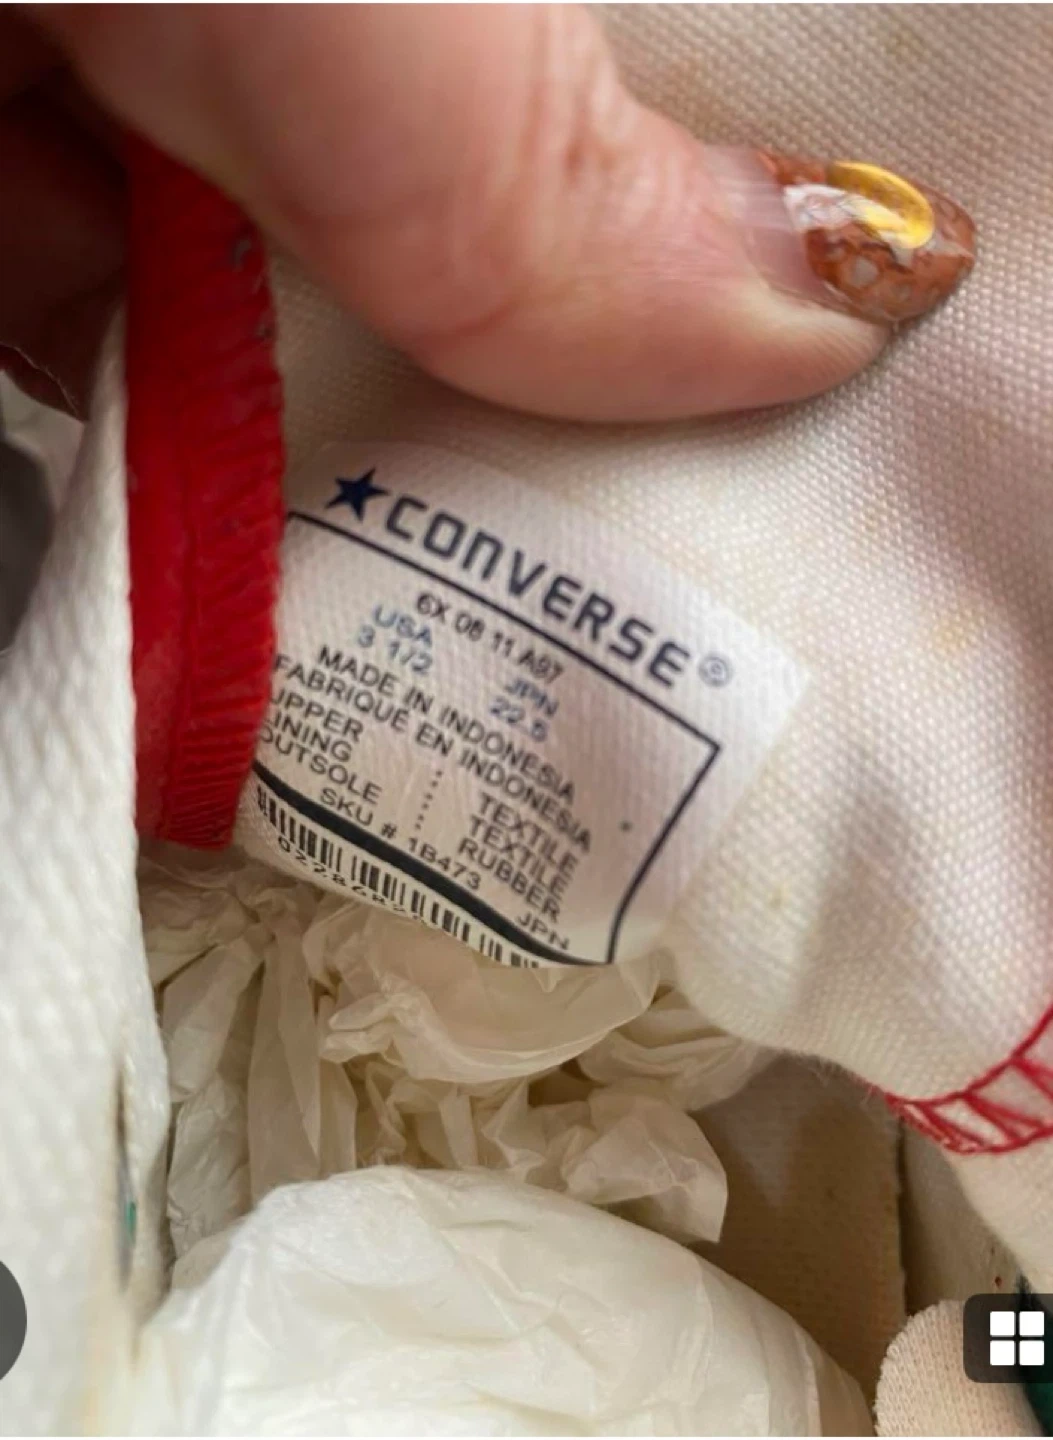 CONVERSE®
6X 08 11 A97
USA JPN
3 1/2 22.5
MADE IN INDONESIA
FABRIQUE EN INDONESIA
UPPER : TEXTILE
LINING : TEXTILE
OUTSOLE : RUBBER
SKU # 1B473 JPN